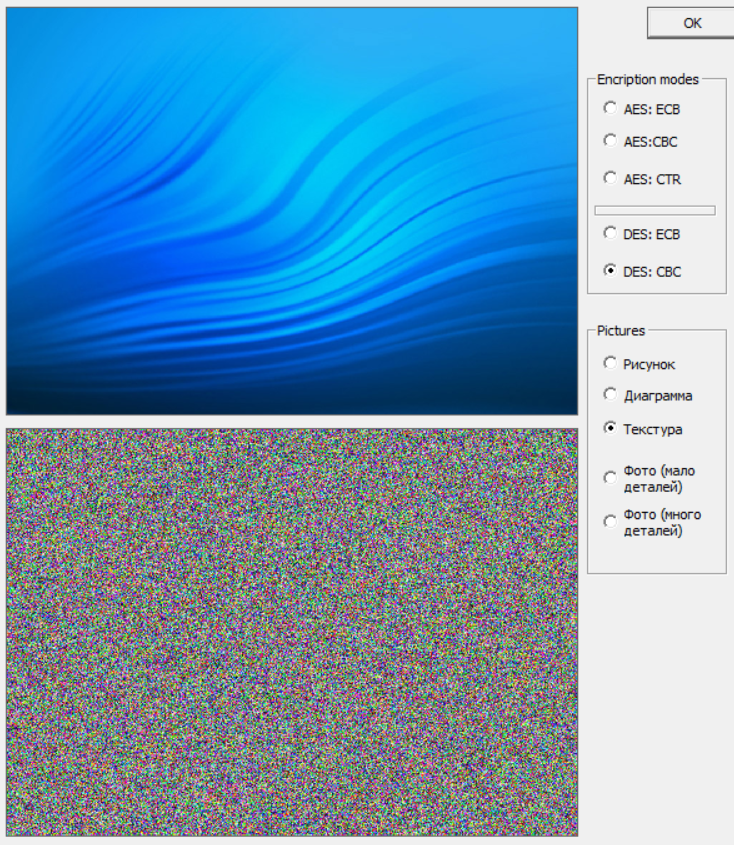 OK
Encription modes
AES: ECB
AES:CBC
AES: CTR
DES: ECB
DES: CBC
Pictures
Рисунок
Диаграмма
Текстура
Фото (мало
деталей)
Фото (много
деталей)